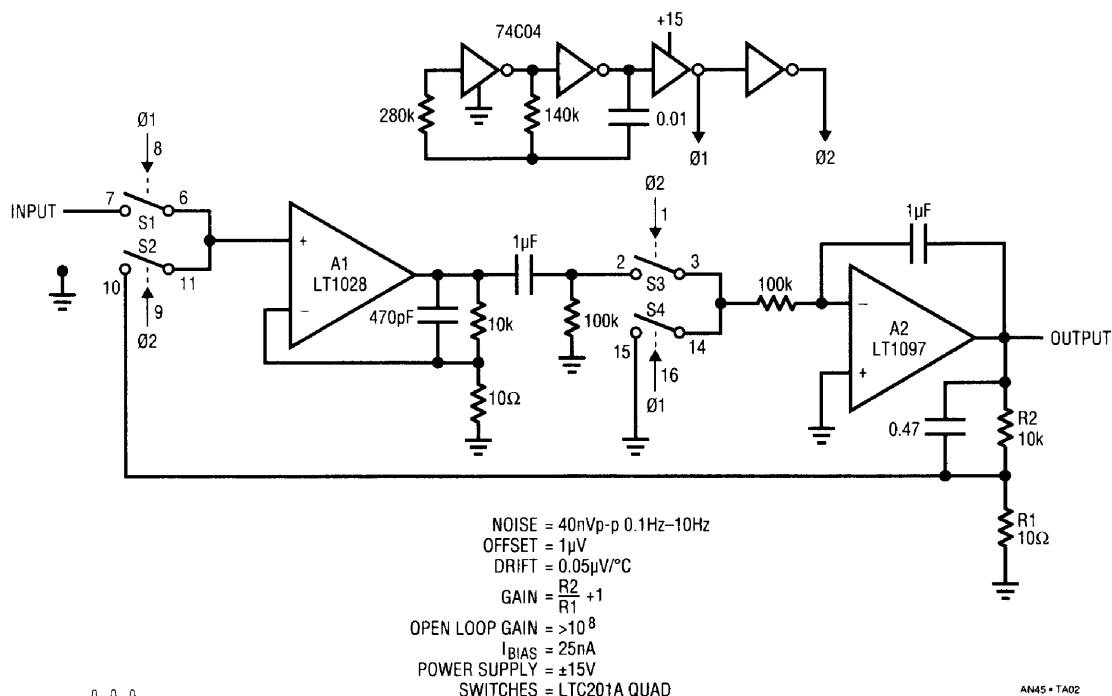 74C04
+15
280k
140k
0.01
Ø1
Ø2
Ø1
8
7
6
INPUT
S1
S2
10
11
9
Ø2
+
–
A1
LT1028
470pF
10k
10Ω
1µF
100k
Ø2
1
2
3
S3
S4
15
14
16
Ø1
100k
1µF
–
+
A2
LT1097
OUTPUT
0.47
R2
10k
R1
10Ω
NOISE = 40nVp-p 0.1Hz–10Hz
OFFSET = 1µV
DRIFT = 0.05µV/°C
GAIN = R2/R1 +1
OPEN LOOP GAIN = >10⁸
IBIAS = 25nA
POWER SUPPLY = ±15V
SWITCHES = LTC201A QUAD
AN45 • TA02